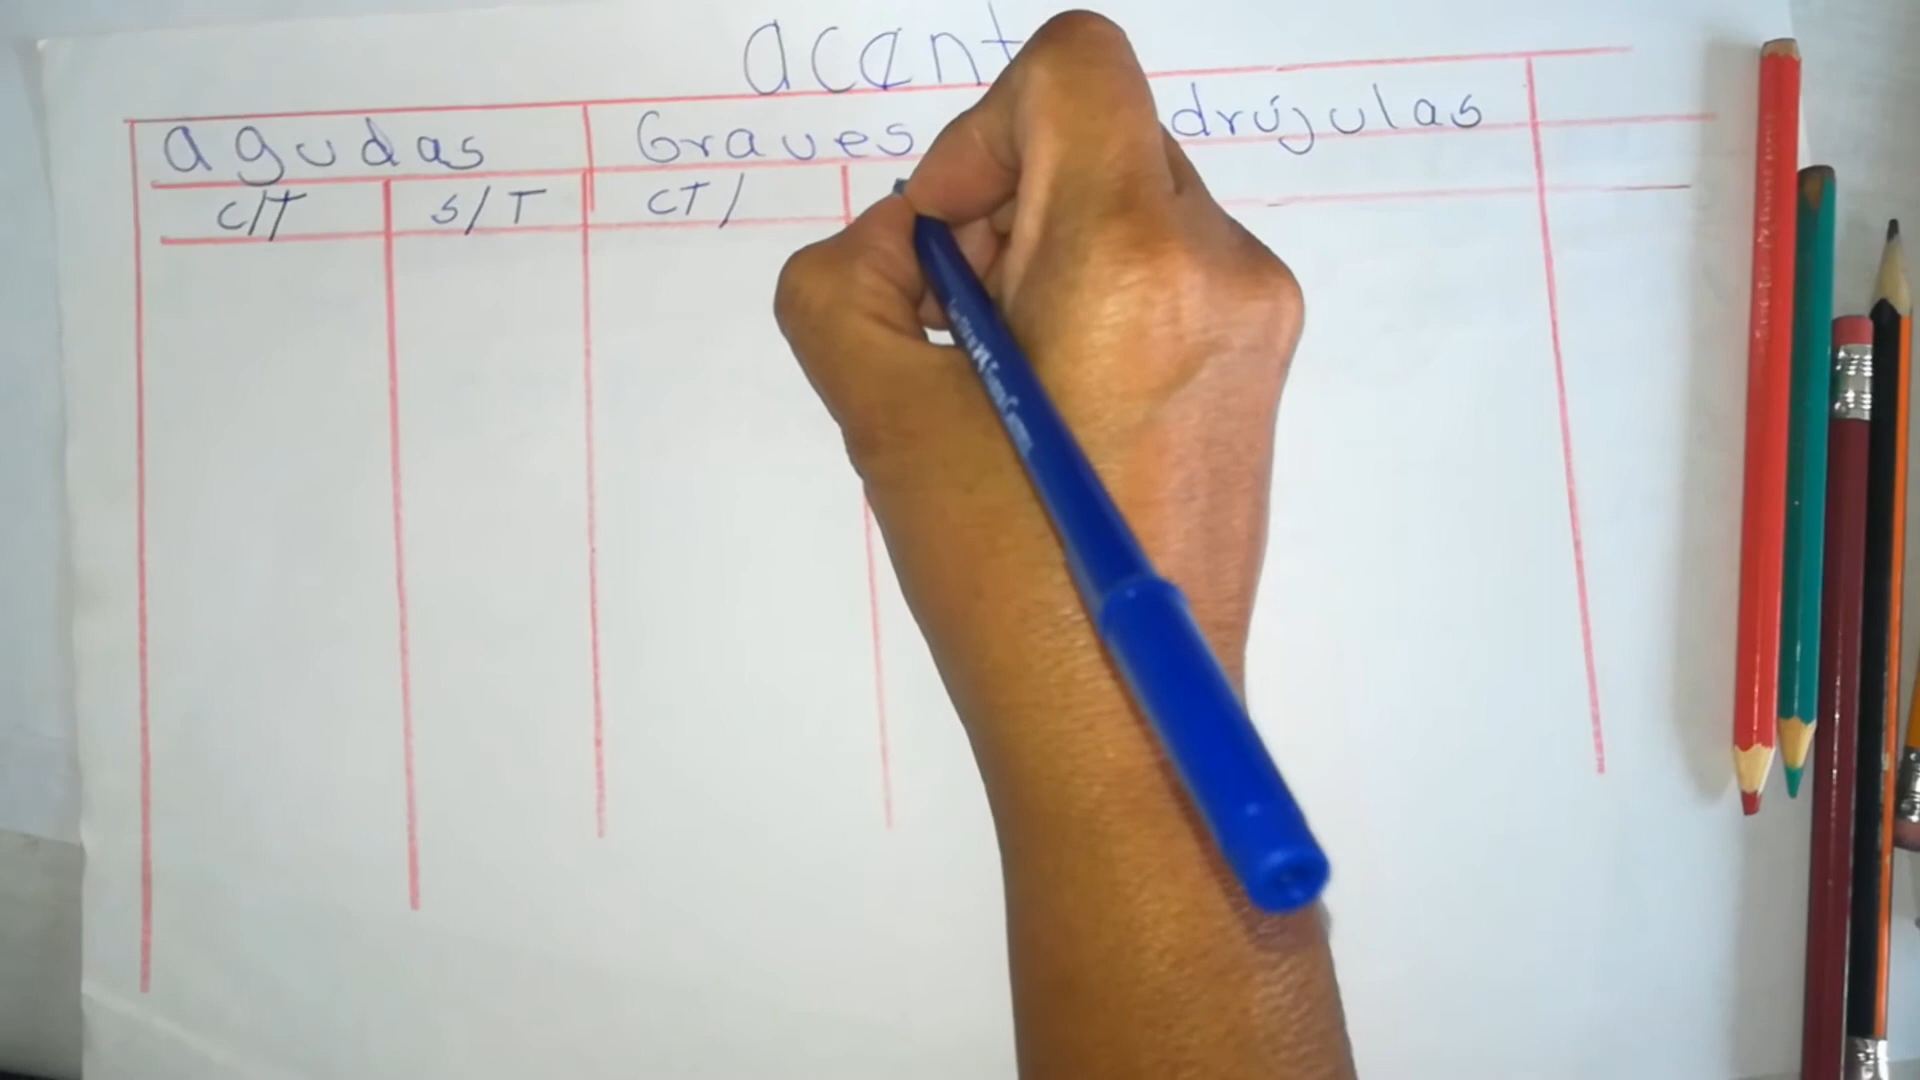 acent
agudas Graves drújulas
C/T S/T CT/